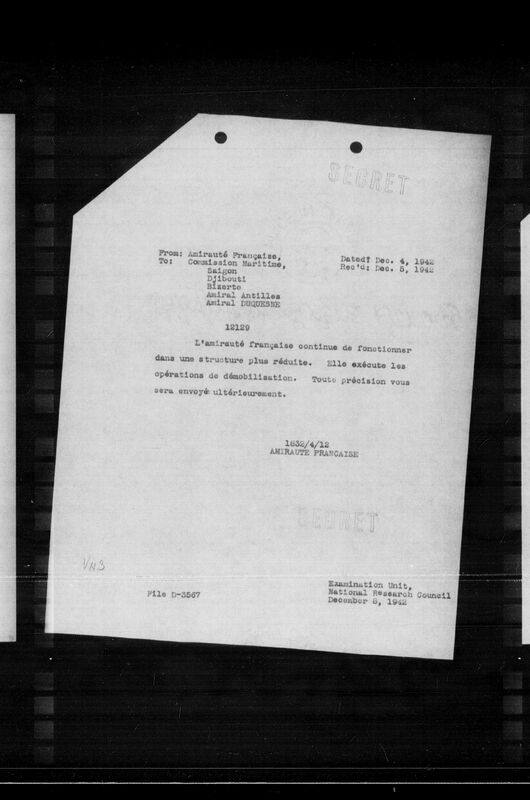 SECRET
From: Amirauté Française, Dated: Dec. 4, 1942
To: Commission Maritime, Rec'd: Dec. 5, 1942
Saigon
Djibouti
Bizerte
Amiral Antilles
Amiral DUQUESNE
12129
L'amirauté française continue de fonctionner
dans une structure plus réduite. Elle exécute les
opérations de démobilisation. Toute précision vous
sera envoyé ultérieurement.
1632/4/12
AMIRAUTE FRANCAISE
SECRET
File D-3567
Examination Unit,
National Research Council
December 8, 1942